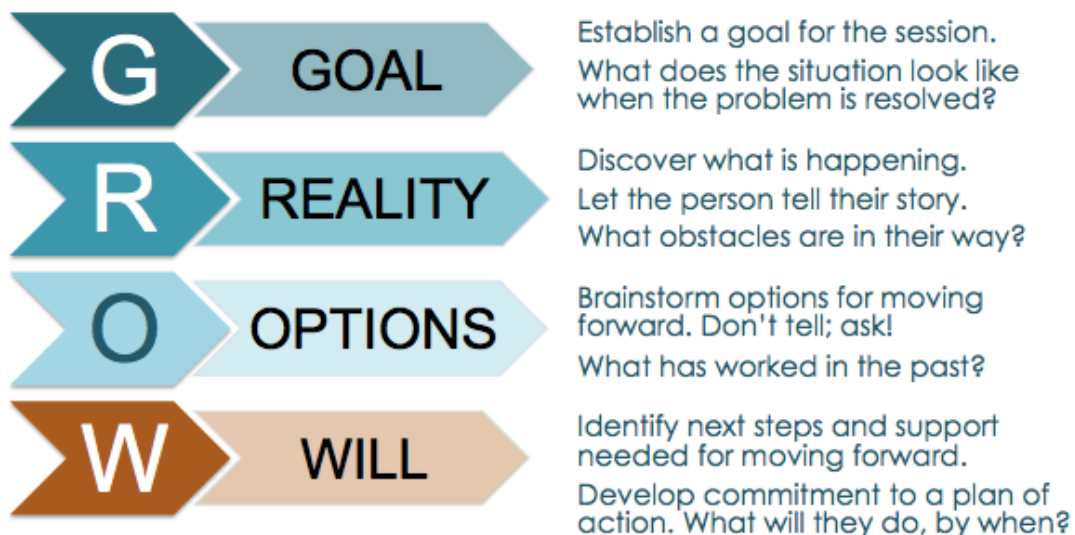 G GOAL
Establish a goal for the session.
What does the situation look like
when the problem is resolved?
R REALITY
Discover what is happening.
Let the person tell their story.
What obstacles are in their way?
O OPTIONS
Brainstorm options for moving
forward. Don't tell; ask!
What has worked in the past?
W WILL
Identify next steps and support
needed for moving forward.
Develop commitment to a plan of
action. What will they do, by when?